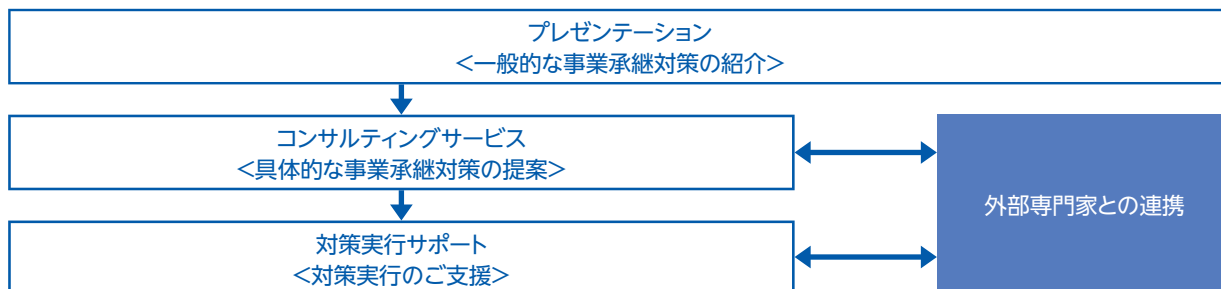 プレゼンテーション
＜一般的な事業承継対策の紹介＞
コンサルティングサービス
＜具体的な事業承継対策の提案＞
対策実行サポート
＜対策実行のご支援＞
外部専門家との連携